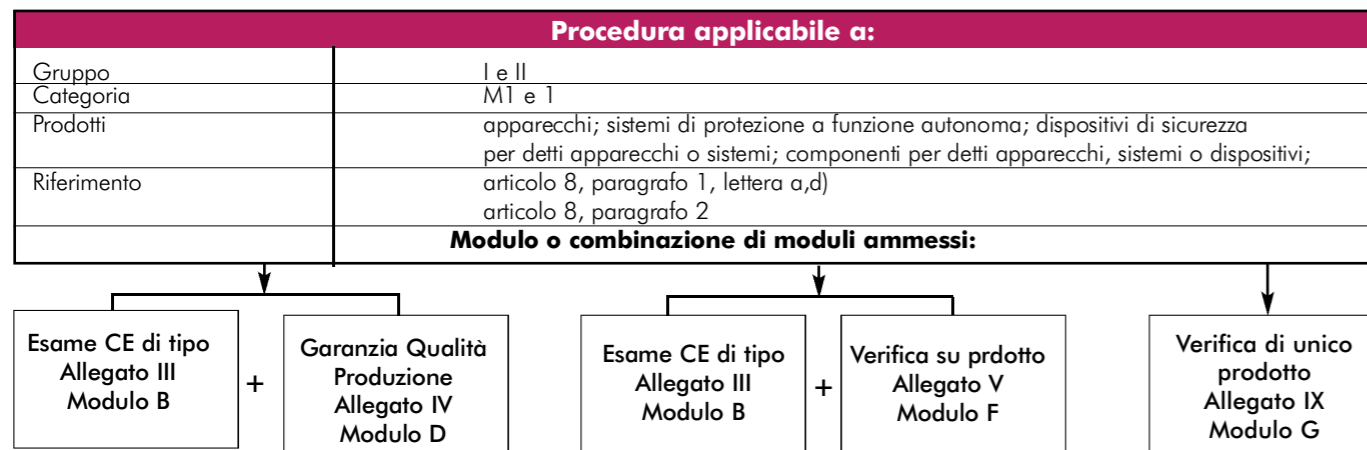 Procedura applicabile a:
Gruppo I e II
Categoria M1 e 1
Prodotti apparecchi; sistemi di protezione a funzione autonoma; dispositivi di sicurezza
per detti apparecchi o sistemi; componenti per detti apparecchi, sistemi o dispositivi;
Riferimento articolo 8, paragrafo 1, lettera a,d)
articolo 8, paragrafo 2
Modulo o combinazione di moduli ammessi:
Esame CE di tipo
Allegato III
Modulo B
+
Garanzia Qualità
Produzione
Allegato IV
Modulo D
Esame CE di tipo
Allegato III
Modulo B
+
Verifica su prdotto
Allegato V
Modulo F
Verifica di unico
prodotto
Allegato IX
Modulo G